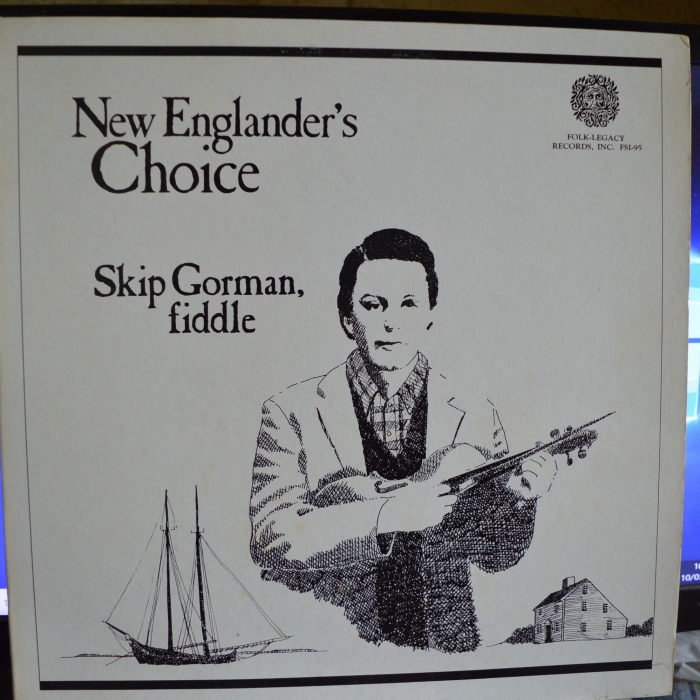 New Englander's
Choice
FOLK-LEGACY
RECORDS, INC. FSI-95
Skip Gorman,
fiddle